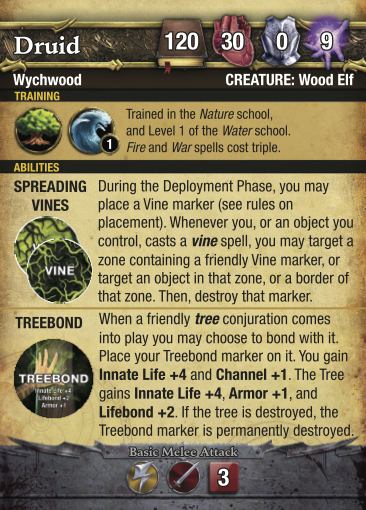 Druid 120 30 0 9
Wychwood CREATURE: Wood Elf
TRAINING
Trained in the Nature school,
and Level 1 of the Water school.
Fire and War spells cost triple.
1
ABILITIES
SPREADING
VINES
During the Deployment Phase, you may
place a Vine marker (see rules on
placement). Whenever you, or an object you
control, casts a vine spell, you may target a
zone containing a friendly Vine marker, or
target an object in that zone, or a border of
that zone. Then, destroy that marker.
VINE
TREEBOND
When a friendly tree conjuration comes
into play you may choose to bond with it.
Place your Treebond marker on it. You gain
Innate Life +4 and Channel +1. The Tree
gains Innate Life +4, Armor +1, and
Lifebond +2. If the tree is destroyed, the
Treebond marker is permanently destroyed.
TREEBOND
Innate Life +4
Lifebond +2
Armor +1
Basic Melee Attack
3